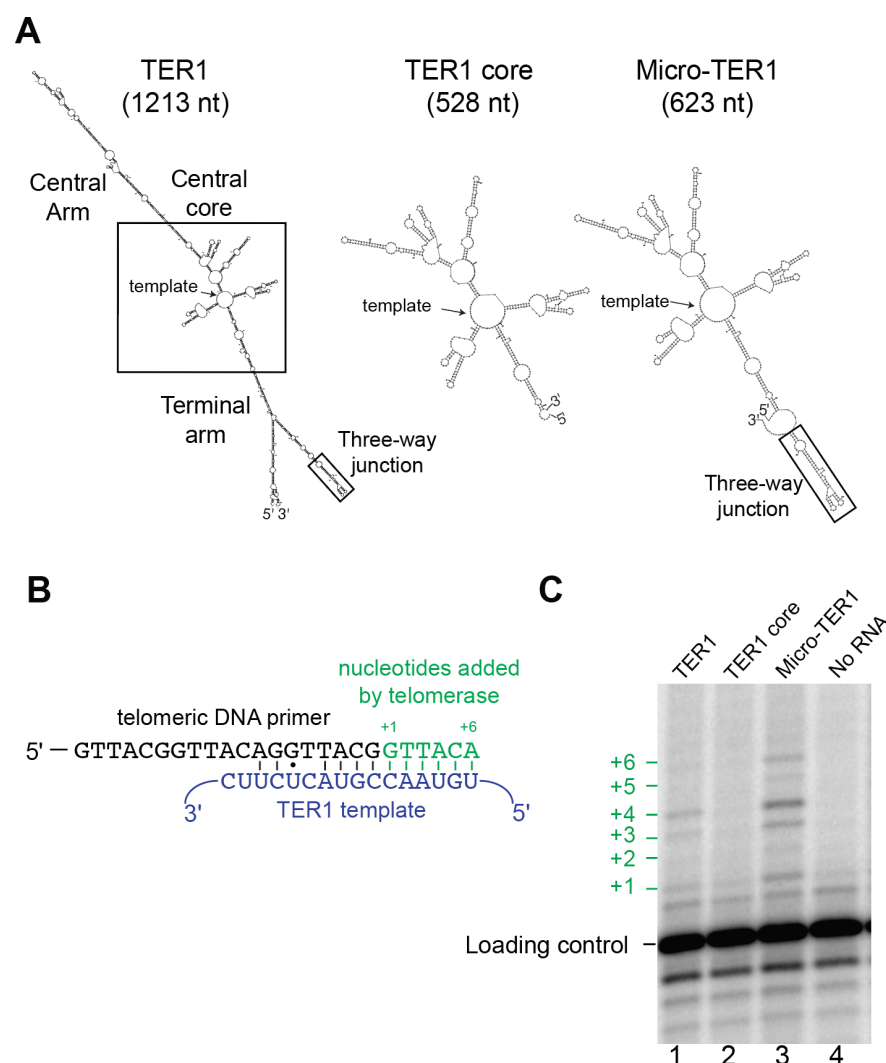 A
TER1
(1213 nt)
TER1 core
(528 nt)
Micro-TER1
(623 nt)
Central
Arm
Central
core
template
Terminal
arm
Three-way
junction
5' 3'
template
3'
5'
template
3' 5'
Three-way
junction
B
nucleotides added
by telomerase
telomeric DNA primer
+1 +6
5' — GTTACGGTTACAGGTTACGGTTACA
CUUCUCAUGCCAAUGU
3' TER1 template 5'
C
TER1
TER1 core
Micro-TER1
No RNA
+6 –
+5 –
+4 –
+3 –
+2 –
+1 –
Loading control –
1 2 3 4